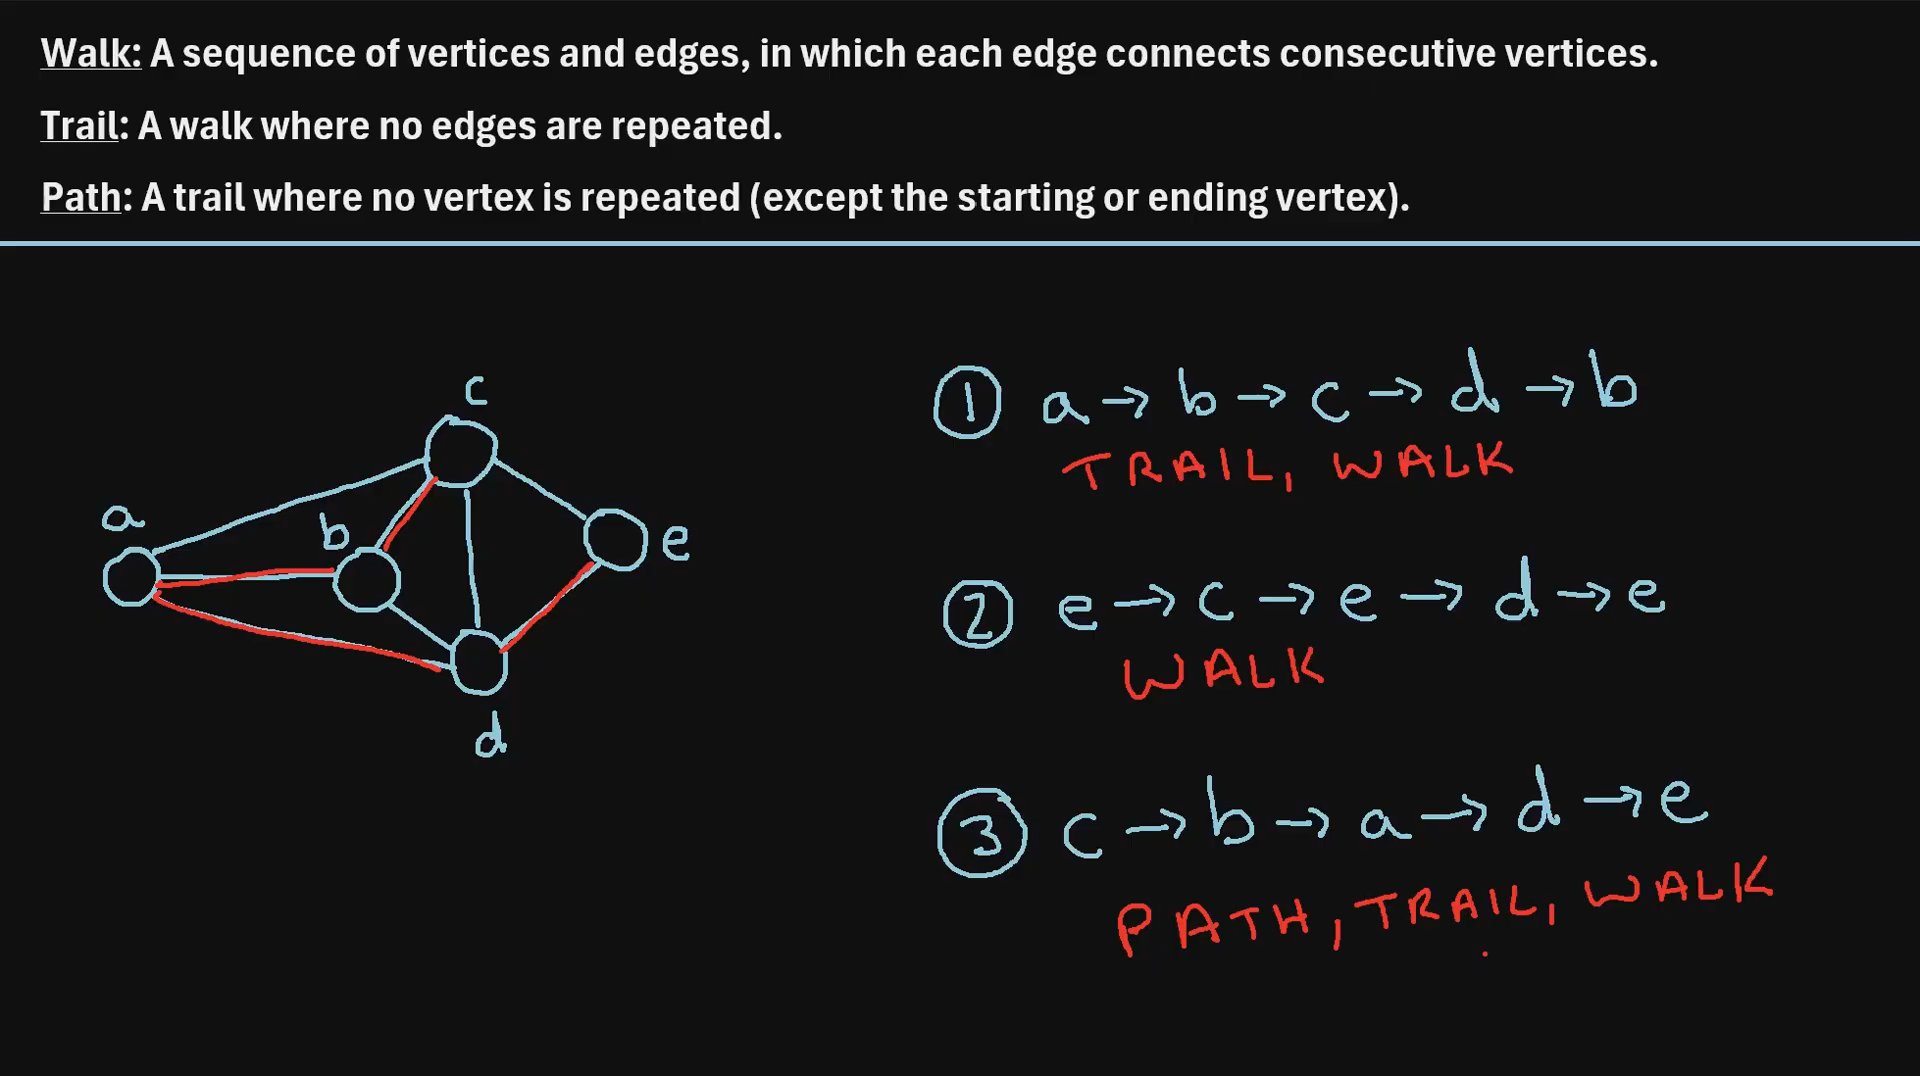 Walk: A sequence of vertices and edges, in which each edge connects consecutive vertices.
Trail: A walk where no edges are repeated.
Path: A trail where no vertex is repeated (except the starting or ending vertex).
c
a
b
e
d
① a → b → c → d → b
TRAIL, WALK
② e → c → e → d → e
WALK
③ c → b → a → d → e
PATH, TRAIL, WALK